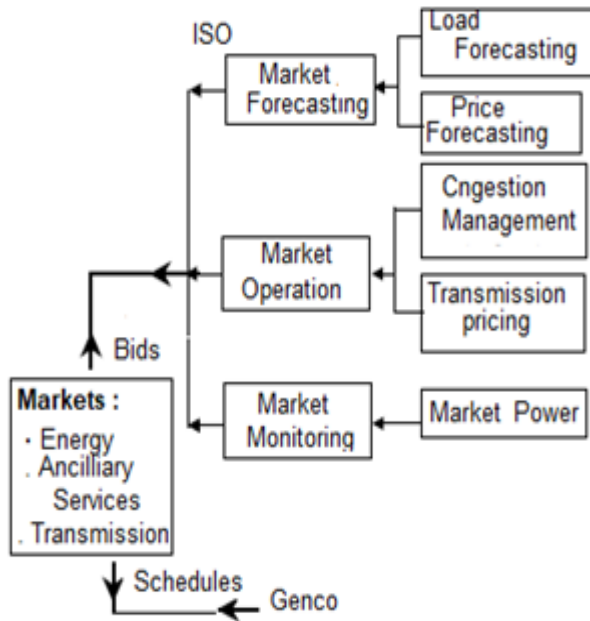 ISO
Market
Forecasting
Load
Forecasting
Price
Forecasting
Market
Operation
Cngestion
Management
Transmission
pricing
Bids
Markets :
· Energy
. Ancilliary
Services
. Transmission
Market
Monitoring
Market Power
Schedules
Genco